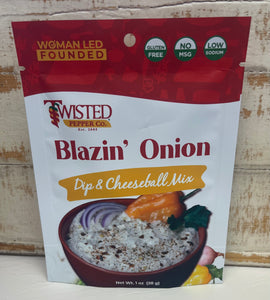 WOMAN LED
FOUNDED
GLUTEN
FREE
NO
MSG
LOW
SODIUM
TWISTED
PEPPER CO.
Blazin' Onion
Dip & Cheeseball Mix
Net Wt. 1 oz (28 g)